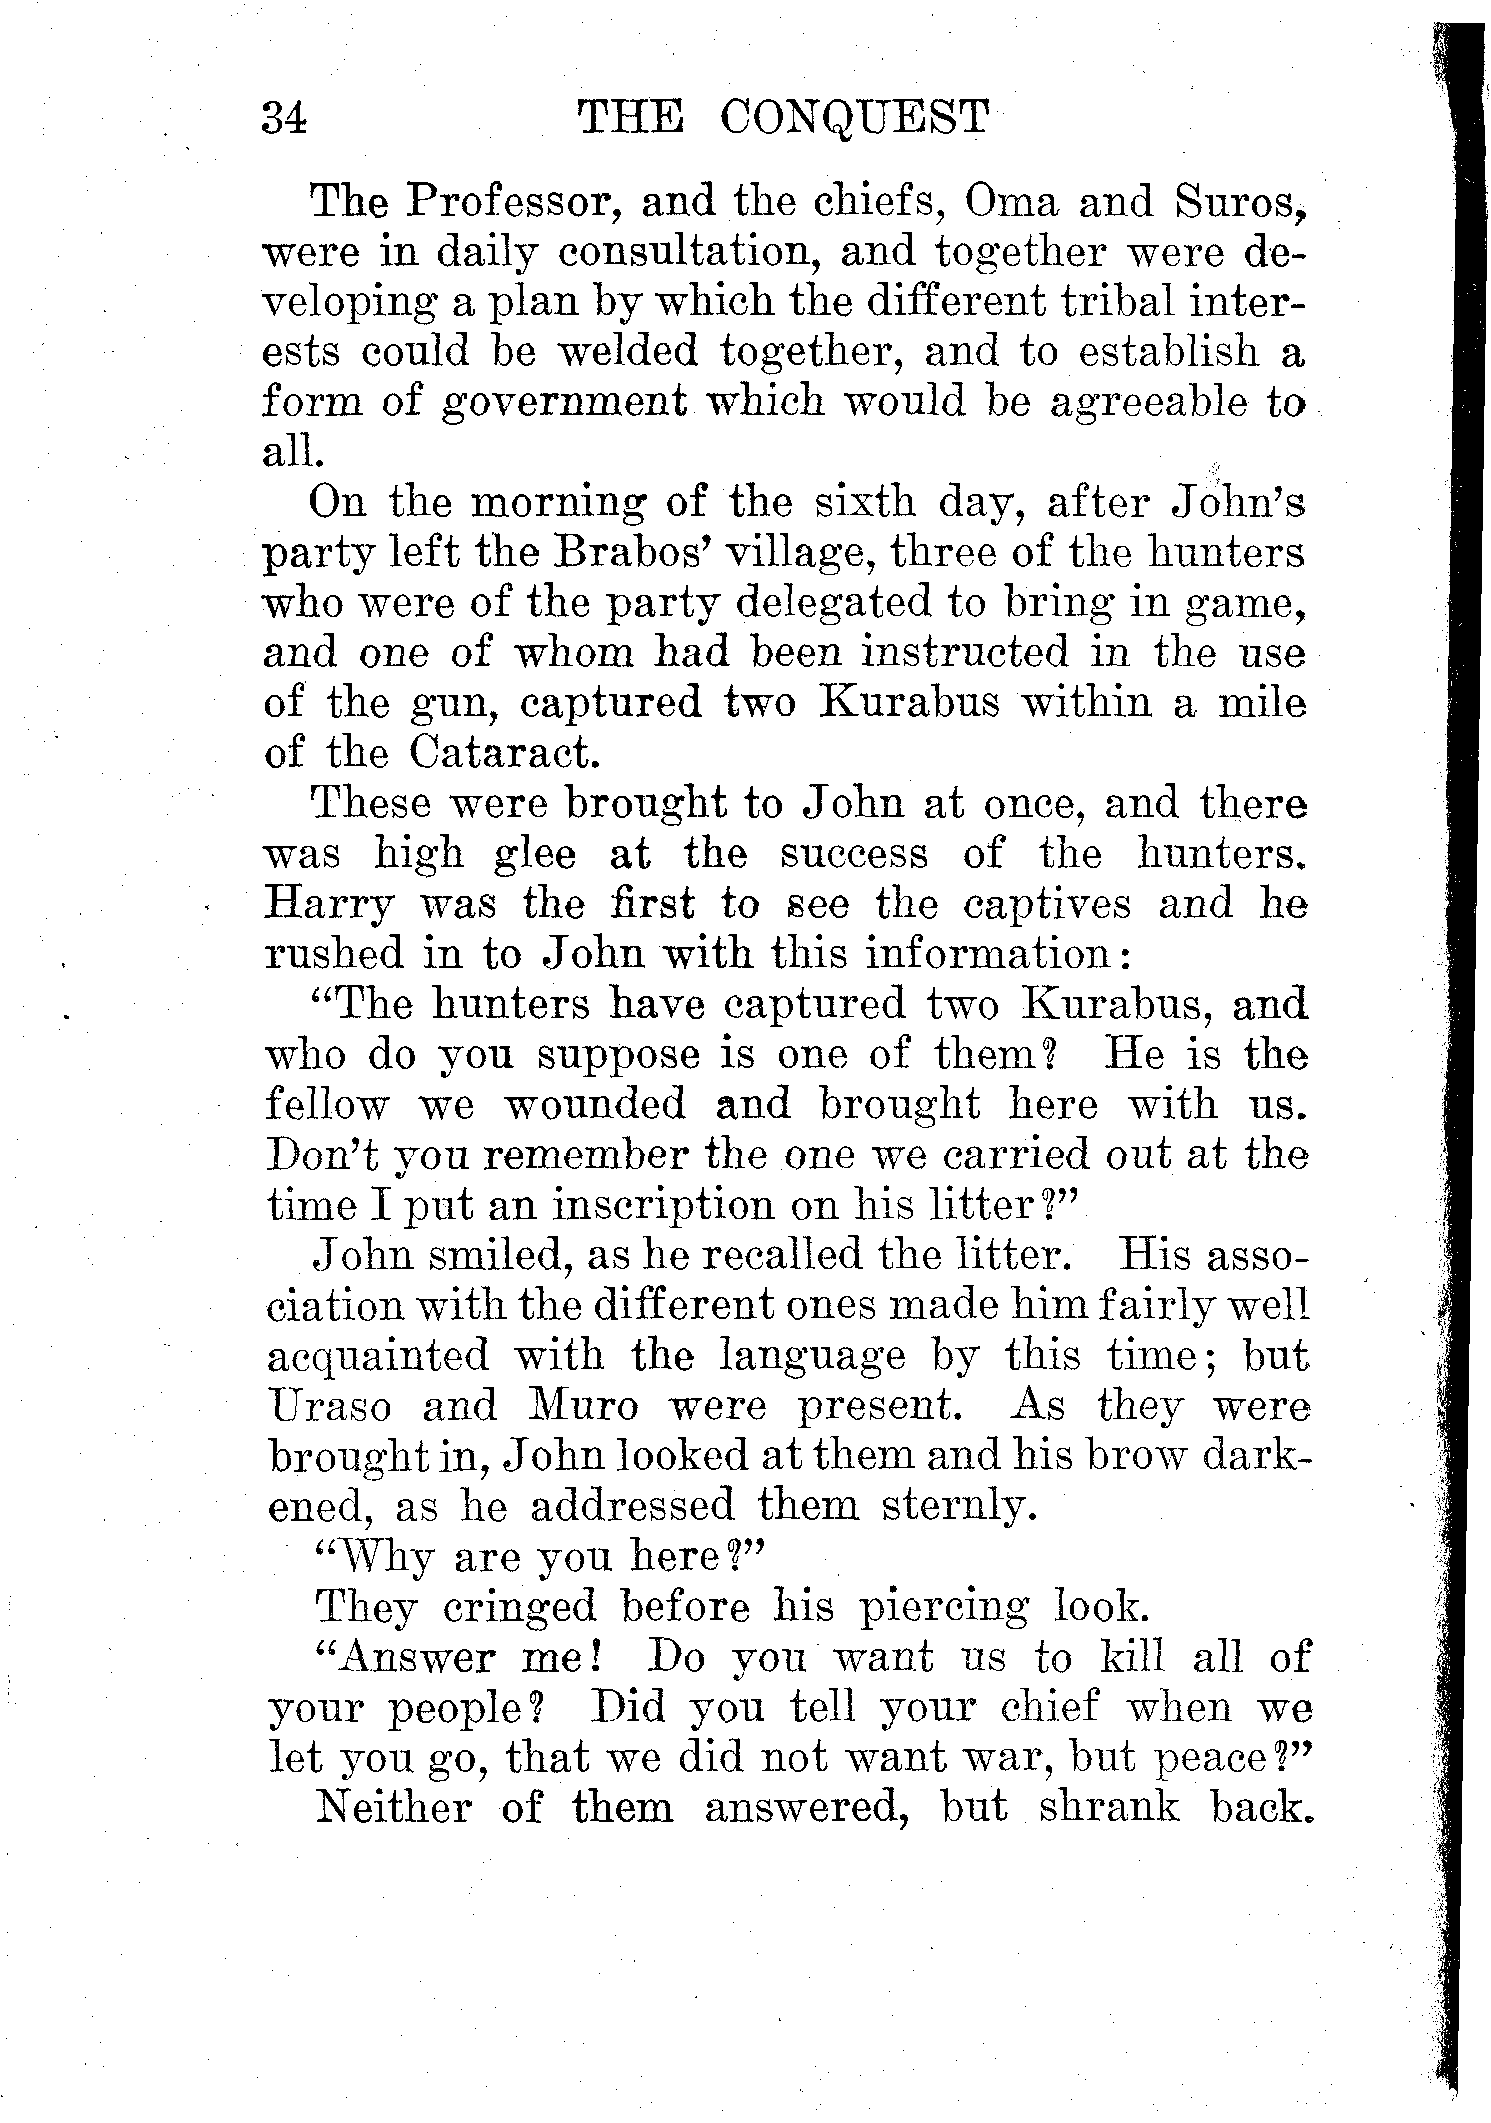 34 THE CONQUEST
The Professor, and the chiefs, Oma and Suros,
were in daily consultation, and together were de-
veloping a plan by which the different tribal inter-
ests could be welded together, and to establish a
form of government which would be agreeable to
all.
On the morning of the sixth day, after John's
party left the Brabos' village, three of the hunters
who were of the party delegated to bring in game,
and one of whom had been instructed in the use
of the gun, captured two Kurabus within a mile
of the Cataract.
These were brought to John at once, and there
was high glee at the success of the hunters.
Harry was the first to see the captives and he
rushed in to John with this information:
“The hunters have captured two Kurabus, and
who do you suppose is one of them? He is the
fellow we wounded and brought here with us.
Don't you remember the one we carried out at the
time I put an inscription on his litter?”
John smiled, as he recalled the litter. His asso-
ciation with the different ones made him fairly well
acquainted with the language by this time; but
Uraso and Muro were present. As they were
brought in, John looked at them and his brow dark-
ened, as he addressed them sternly.
“Why are you here?”
They cringed before his piercing look.
“Answer me! Do you want us to kill all of
your people? Did you tell your chief when we
let you go, that we did not want war, but peace?”
Neither of them answered, but shrank back.